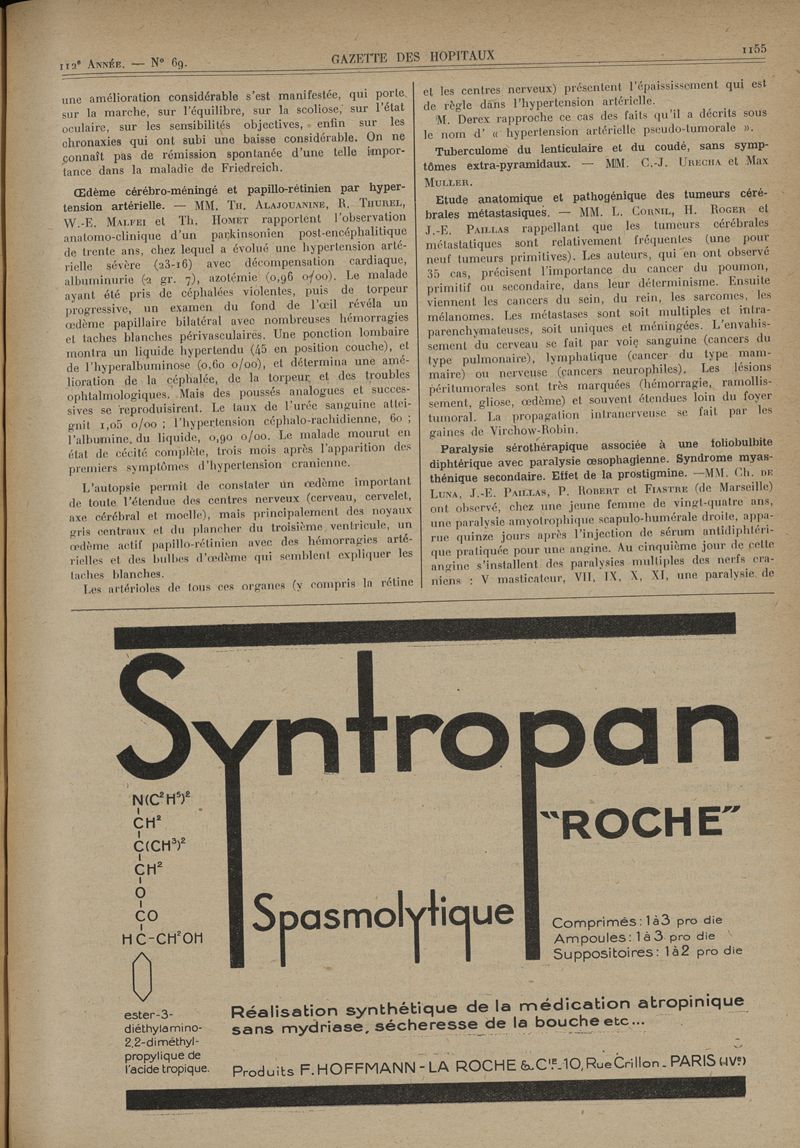 112e ANNÉE. — N° 69.
GAZETTE DES HOPITAUX
1155
une amélioration considérable s'est manifestée, qui porte
sur la marche, sur l'équilibre, sur la scoliose, sur l'état
oculaire, sur les sensibilités objectives, enfin sur les
chronaxies qui ont subi une baisse considérable. On ne
connaît pas de rémission spontanée d'une telle impor-
tance dans la maladie de Friedreich.
Œdème cérébro-méningé et papillo-rétinien par hyper-
tension artérielle. — MM. TH. ALAJOUANINE, R. THUREL,
W.-E. MALFEI et TH. HOMET rapportent l'observation
anatomo-clinique d'un parkinsonien post-encéphalitique
de trente ans, chez lequel a évolué une hypertension arté-
rielle sévère (23-16) avec décompensation cardiaque,
albuminurie (2 gr. 7), azotémie (0,96 o/oo). Le malade
ayant été pris de céphalées violentes, puis de torpeur
progressive, un examen du fond de l'œil révéla un
œdème papillaire bilatéral avec nombreuses hémorragies
et taches blanches périvasculaires. Une ponction lombaire
montra un liquide hypertendu (45 en position couché), et
de l'hyperalbuminose (0,60 o/oo), et détermina une amé-
lioration de la céphalée, de la torpeur et des troubles
ophtalmologiques. Mais des poussés analogues et succes-
sives se reproduisirent. Le taux de l'urée sanguine attei-
gnit 1,05 o/oo ; l'hypertension céphalo-rachidienne, 60 ;
l'albumine du liquide, 0,90 o/oo. Le malade mourut en
état de cécité complète, trois mois après l'apparition des
premiers symptômes d'hypertension cranienne.
L'autopsie permit de constater un œdème important
de toute l'étendue des centres nerveux (cerveau, cervelet,
axe cérébral et moelle), mais principalement des noyaux
gris centraux et du plancher du troisième ventricule, un
œdème actif papillo-rétinien avec des hémorragies arté-
rielles et des bulbes d'œdème qui semblent expliquer les
taches blanches.
Les artérioles de tous ces organes (y compris la rétine
et les centres nerveux) présentent l'épaississement qui est
de règle dans l'hypertension artérielle.
M. Derex rapproche ce cas des faits qu'il a décrits sous
le nom d' « hypertension artérielle pseudo-tumorale ».
Tuberculome du lenticulaire et du coudé, sans symp-
tômes extra-pyramidaux. — MM. C.-J. URECHA et Max
MULLER.
Etude anatomique et pathogénique des tumeurs céré-
brales métastasiques. — MM. L. CORNIL, H. ROGER et
J.-E. PAILLAS rappellant que les tumeurs cérébrales
métastatiques sont relativement fréquentes (une pour
neuf tumeurs primitives). Les auteurs, qui en ont observé
35 cas, précisent l'importance du cancer du poumon,
primitif ou secondaire, dans leur déterminisme. Ensuite
viennent les cancers du sein, du rein, les sarcomes, les
mélanomes. Les métastases sont soit multiples et intra-
parenchymateuses, soit uniques et méningées. L'envahis-
sement du cerveau se fait par voie sanguine (cancers du
type pulmonaire), lymphatique (cancer du type mam-
maire) ou nerveuse (cancers neurophiles). Les lésions
péritumorales sont très marquées (hémorragie, ramollis-
sement, gliose, œdème) et souvent étendues loin du foyer
tumoral. La propagation intranerveuse se fait par les
gaines de Virchow-Robin.
Paralysie sérothérapique associée à une foliobulbite
diphtérique avec paralysie œsophagienne. Syndrome myas-
thénique secondaire. Effet de la prostigmine. —MM. CH. DE
LUNA, J.-E. PAILLAS, P. ROBERT et FIASTRE (de Marseille)
ont observé, chez une jeune femme de vingt-quatre ans,
une paralysie amyotrophique scapulo-humérale droite, appa-
rue quinze jours après l'injection de sérum antidiphtéri-
que pratiquée pour une angine. Au cinquième jour de cette
angine s'installent des paralysies multiples des nerfs cra-
niens : V masticateur, VII, IX, X, XI, une paralysie de
Syntropan
"ROCHE"
N(C²H⁵)²
CH²
C(CH³)²
CH²
O
CO
HC-CH²OH
ester-3-
diéthylamino-
2,2-diméthyl-
propylique de
l'acide tropique.
Spasmolytique
Comprimés: 1à3 pro die
Ampoules: 1à3 pro die
Suppositoires: 1à2 pro die
Réalisation synthétique de la médication atropinique
sans mydriase, sécheresse de la bouche etc...
Produits F. HOFFMANN-LA ROCHE & Cie_10, Rue Crillon_PARIS (IVe)